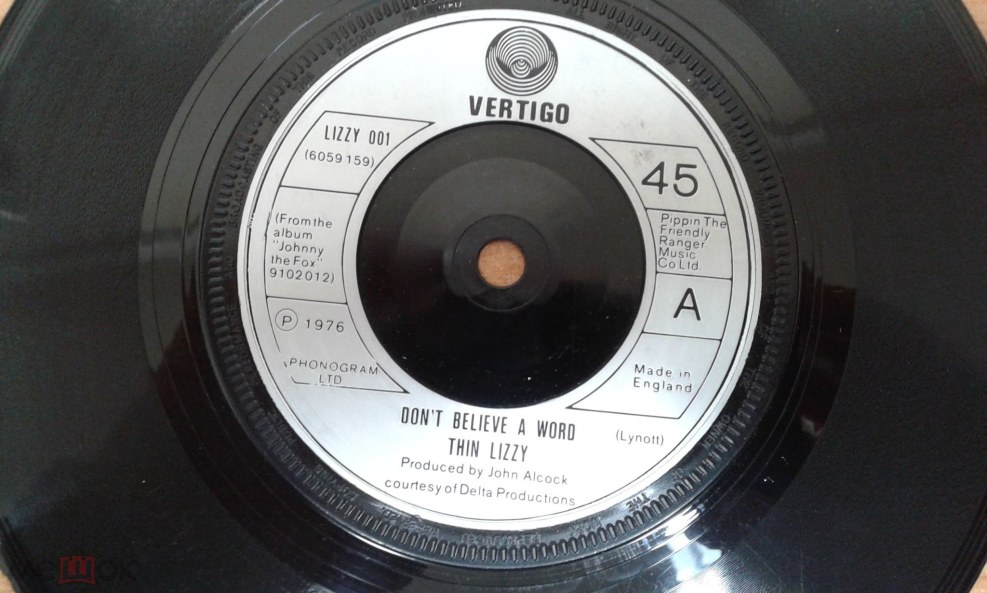 VERTIGO
LIZZY 001
(6059 159)
(From the
album
"Johnny
the Fox"
9102012)
Ⓟ 1976
PHONOGRAM
LTD
45
Pippin The
Friendly
Ranger
Music
Co Ltd.
A
Made in
England
DON'T BELIEVE A WORD
(Lynott)
THIN LIZZY
Produced by John Alcock
courtesy of Delta Productions